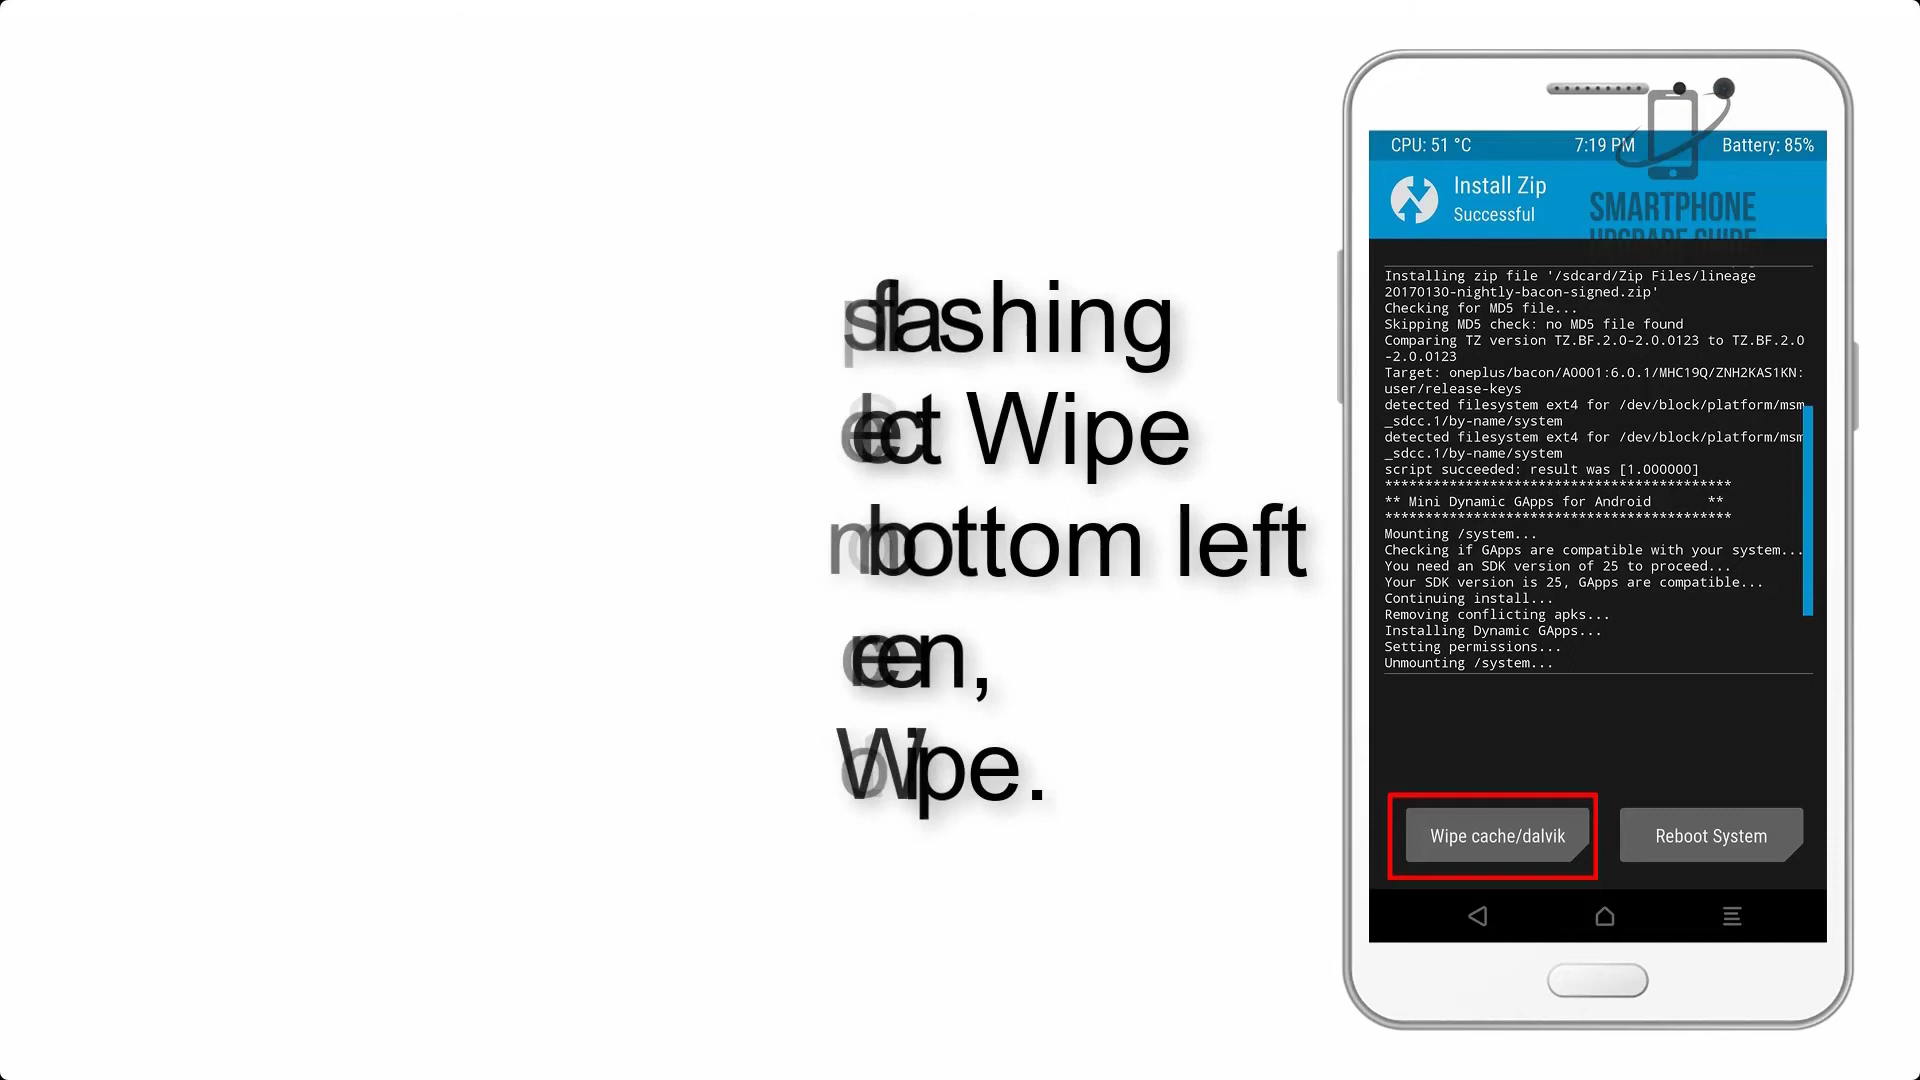 flashing
Wipe
bottom left
Wipe.
CPU: 51 °C
7:19 PM
Battery: 85%
Install Zip
Successful
SMARTPHONE
UPGRADE GUIDE
Installing zip file '/sdcard/Zip Files/lineage
20170130-nightly-bacon-signed.zip'
Checking for MD5 file...
Skipping MD5 check: no MD5 file found
Comparing TZ version TZ.BF.2.0-2.0.0123 to TZ.BF.2.0
-2.0.0123
Target: oneplus/bacon/A0001:6.0.1/MHC19Q/ZNH2KAS1KN:
user/release-keys
detected filesystem ext4 for /dev/block/platform/msm
_sdcc.1/by-name/system
detected filesystem ext4 for /dev/block/platform/msm
_sdcc.1/by-name/system
script succeeded: result was [1.000000]
*******************************************
** Mini Dynamic GApps for Android **
*******************************************
Mounting /system...
Checking if GApps are compatible with your system...
You need an SDK version of 25 to proceed...
Your SDK version is 25, GApps are compatible...
Continuing install...
Removing conflicting apks...
Installing Dynamic GApps...
Setting permissions...
Unmounting /system...
Wipe cache/dalvik
Reboot System